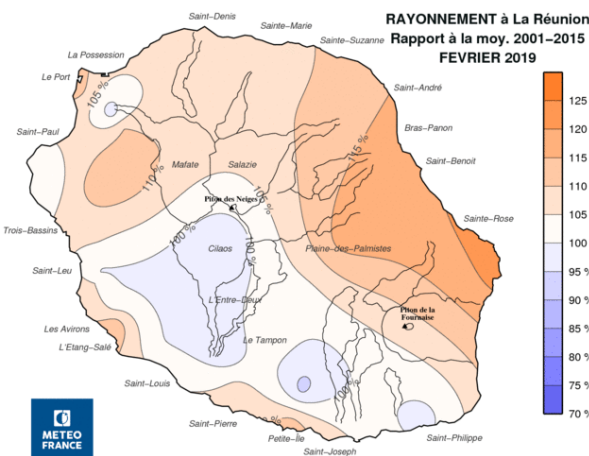 RAYONNEMENT à La Réunion
Rapport à la moy. 2001−2015
FEVRIER 2019
Saint−Denis
Sainte−Marie
Sainte−Suzanne
La Possession
Le Port
105 %
Saint−André
125
Bras−Panon
120
Saint−Paul
115 %
115
Mafate
Salazie
Saint−Benoit
110 %
110
105 %
Piton des Neiges
Sainte−Rose
105
Trois−Bassins
100 %
100 %
Cilaos
Plaine−des−Palmistes
100
Saint−Leu
95 %
L'Entre−Deux
90 %
Piton de la
Fournaise
Les Avirons
85 %
L'Etang−Salé
Le Tampon
80 %
Saint−Louis
100 %
75 %
METEO
FRANCE
Saint−Pierre
70 %
Petite−Île
Saint−Philippe
Saint−Joseph